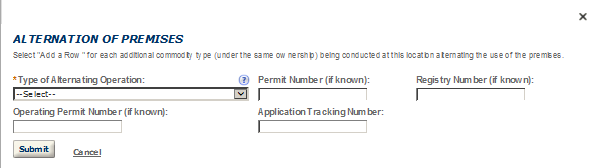 ALTERNATION OF PREMISES
Select "Add a Row" for each additional commodity type (under the same ownership) being conducted at this location alternating the use of the premises.
*Type of Alternating Operation: ? Permit Number (if known): Registry Number (if known):
--Select--
Operating Permit Number (if known): Application Tracking Number:
Submit Cancel